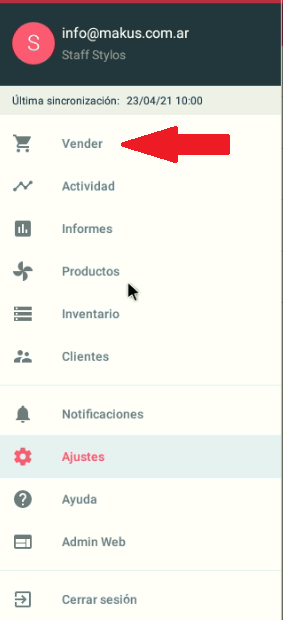 S
info@makus.com.ar
Staff Stylos
Última sincronización: 23/04/21 10:00
Vender
Actividad
Informes
Productos
Inventario
Clientes
Notificaciones
Ajustes
Ayuda
Admin Web
Cerrar sesión